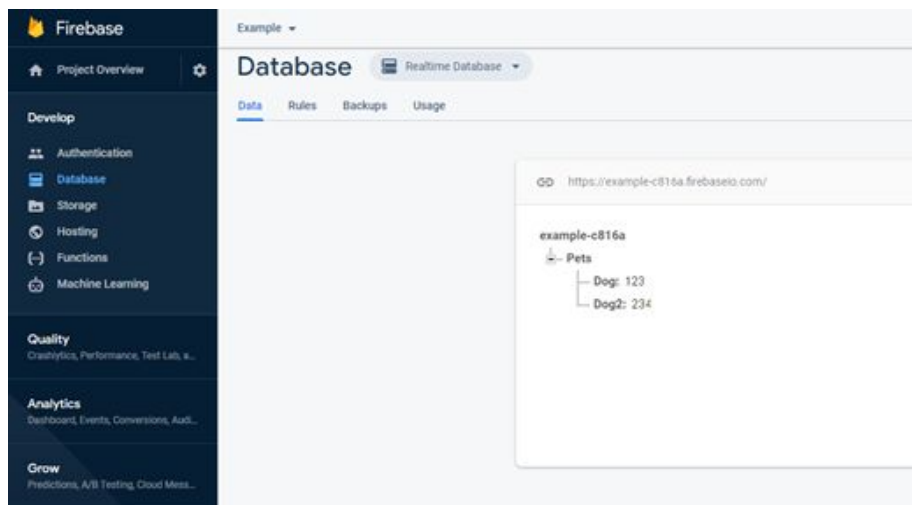 Firebase
Example
Project Overview
Database
Realtime Database
Data Rules Backups Usage
Develop
Authentication
Database
Storage
Hosting
Functions
Machine Learning
https://example-c816a.firebaseio.com/
example-c816a
Pets
Dog: 123
Dog2: 234
Quality
Crashlytics, Performance, Test Lab, a...
Analytics
Dashboard, Events, Conversions, Audi...
Grow
Predictions, A/B Testing, Cloud Mess...